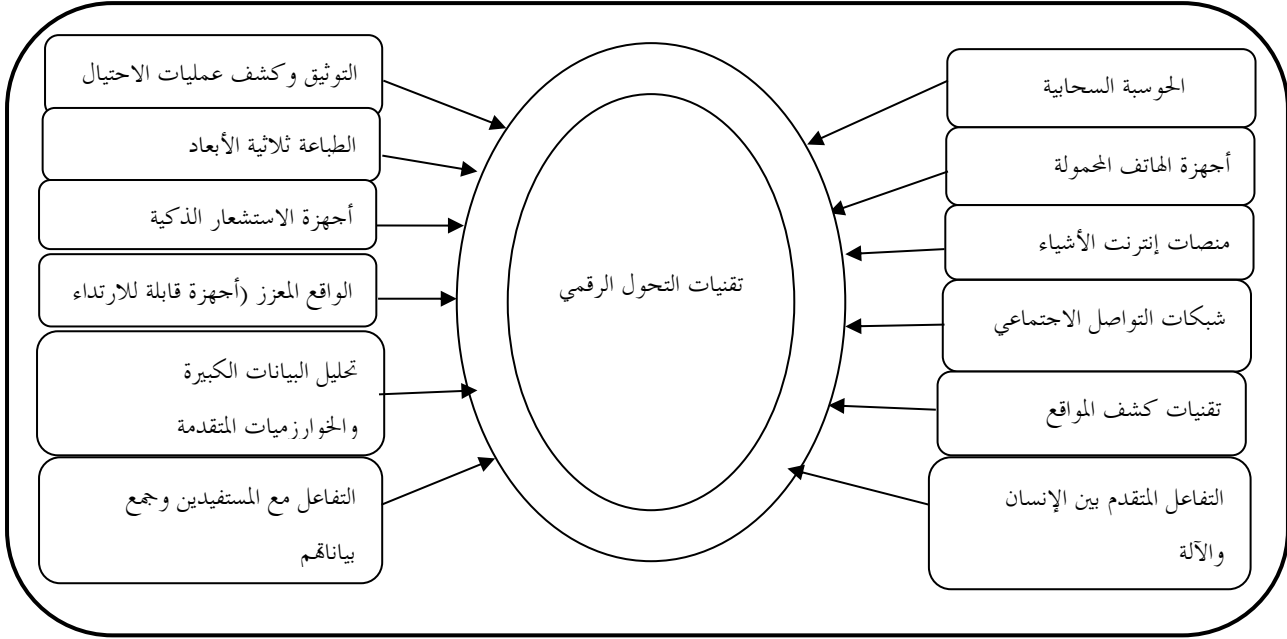 الحوسبة السحابية
أجهزة الهاتف المحمولة
منصات إنترنت الأشياء
شبكات التواصل الاجتماعي
تقنيات كشف المواقع
التفاعل المتقدم بين الإنسان
والآلة
تقنيات التحول الرقمي
التوثيق وكشف عمليات الاحتيال
الطباعة ثلاثية الأبعاد
أجهزة الاستشعار الذكية
الواقع المعزز (أجهزة قابلة للارتداء
تحليل البيانات الكبيرة
والخوارزميات المتقدمة
التفاعل مع المستفيدين وجمع
بياناتهم